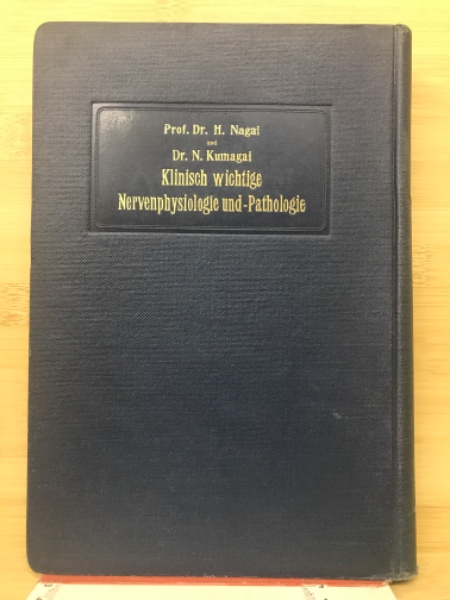 Prof. Dr. H. Nagai
und
Dr. N. Kumagai
Klinisch wichtige
Nervenphysiologie und-Pathologie